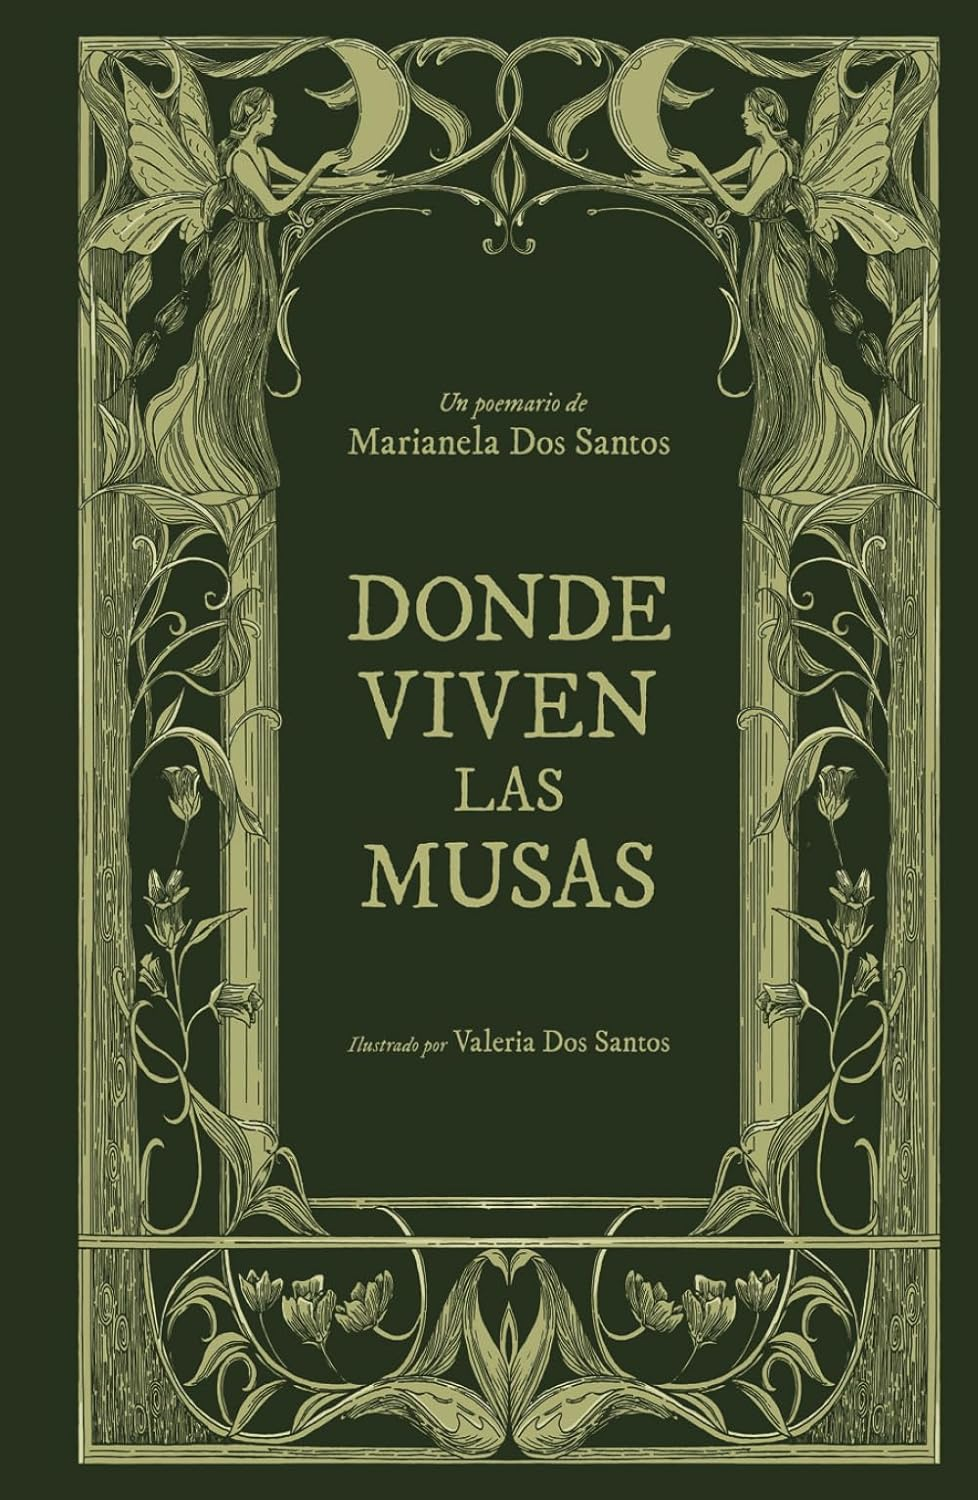 Un poemario de
Marianela Dos Santos
DONDE
VIVEN
LAS
MUSAS
Ilustrado por Valeria Dos Santos